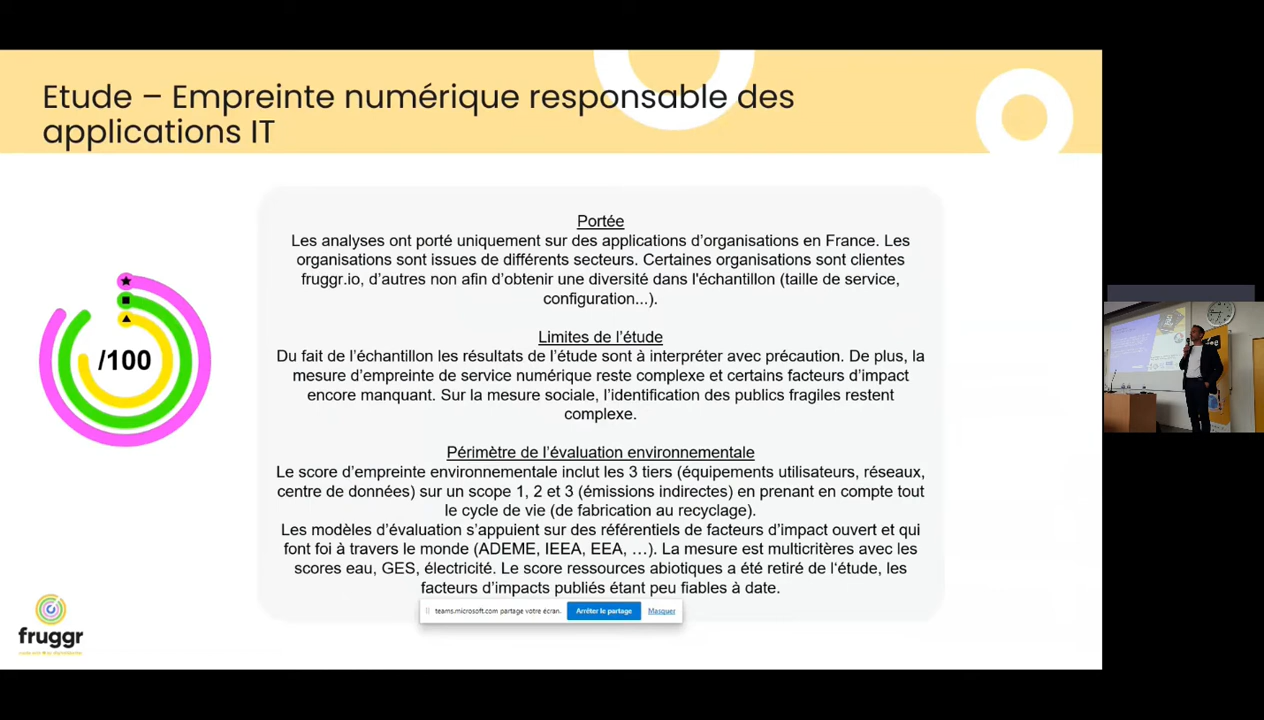 Etude – Empreinte numérique responsable des
applications IT
Portée
Les analyses ont porté uniquement sur des applications d’organisations en France. Les
organisations sont issues de différents secteurs. Certaines organisations sont clientes
fruggr.io, d’autres non afin d’obtenir une diversité dans l'échantillon (taille de service,
configuration...).
Limites de l’étude
Du fait de l’échantillon les résultats de l’étude sont à interpréter avec précaution. De plus, la
mesure d’empreinte de service numérique reste complexe et certains facteurs d’impact
encore manquant. Sur la mesure sociale, l’identification des publics fragiles restent
complexe.
/100
Périmètre de l’évaluation environnementale
Le score d’empreinte environnementale inclut les 3 tiers (équipements utilisateurs, réseaux,
centre de données) sur un scope 1, 2 et 3 (émissions indirectes) en prenant en compte tout
le cycle de vie (de fabrication au recyclage).
Les modèles d’évaluation s’appuient sur des référentiels de facteurs d’impact ouvert et qui
font foi à travers le monde (ADEME, IEEA, EEA, …). La mesure est multicritères avec les
scores eau, GES, électricité. Le score ressources abiotiques a été retiré de l‘étude, les
facteurs d’impacts publiés étant peu fiables à date.
teams.microsoft.com partage votre écran.
Arrêter le partage
Masquer
fruggr